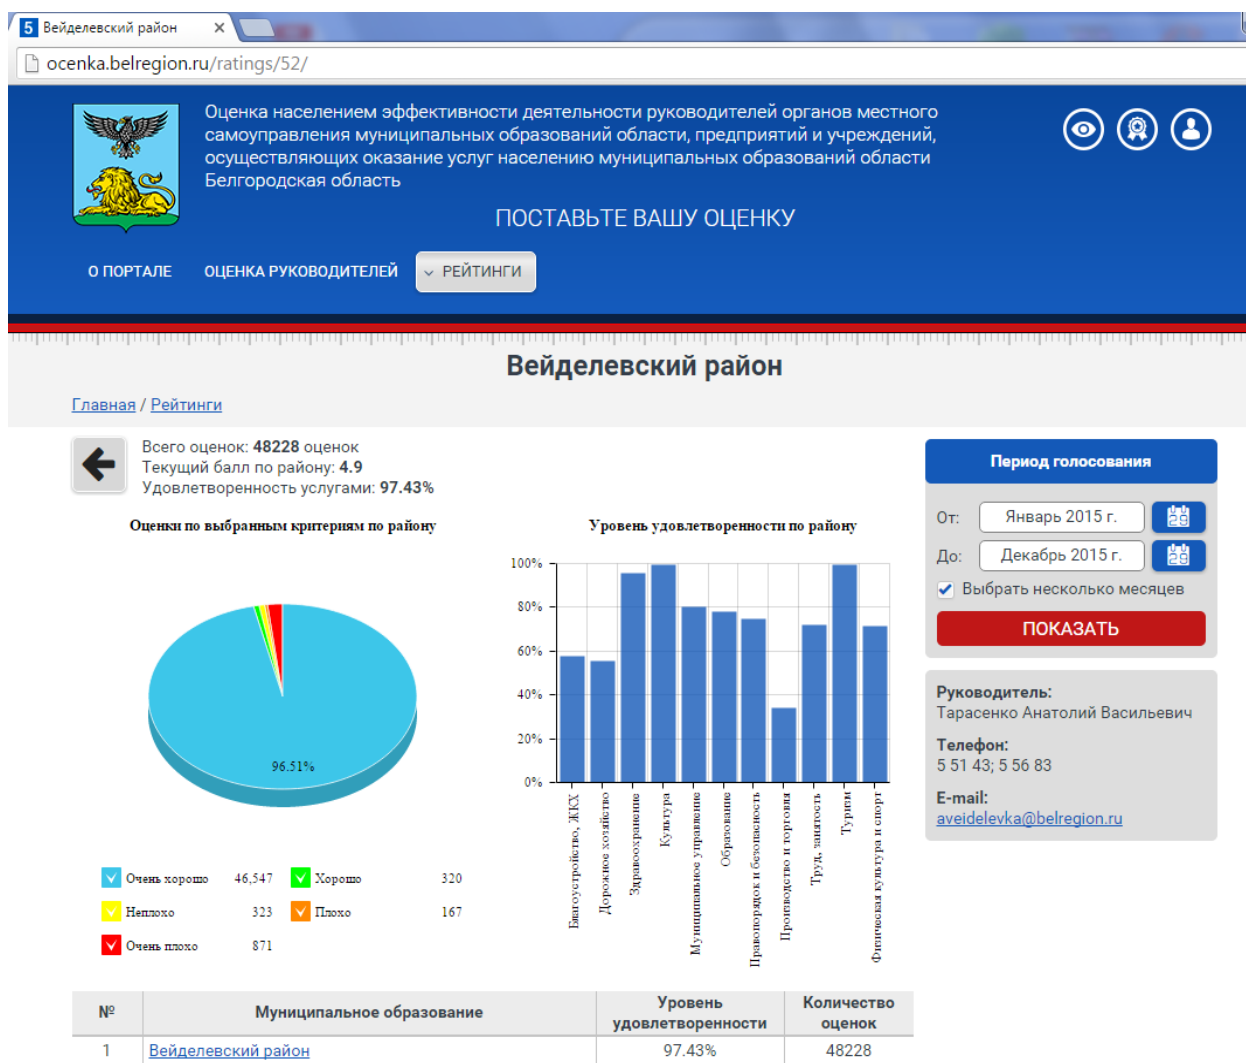 5 Вейделевский район
ocenka.belregion.ru/ratings/52/
Оценка населением эффективности деятельности руководителей органов местного
самоуправления муниципальных образований области, предприятий и учреждений,
осуществляющих оказание услуг населению муниципальных образований области
Белгородская область
ПОСТАВЬТЕ ВАШУ ОЦЕНКУ
О ПОРТАЛЕ ОЦЕНКА РУКОВОДИТЕЛЕЙ РЕЙТИНГИ
Вейделевский район
Главная / Рейтинги
Всего оценок: 48228 оценок
Текущий балл по району: 4.9
Удовлетворенность услугами: 97.43%
Оценки по выбранным критериям по району
96.51%
Очень хорошо 46,547 Хорошо 320
Неплохо 323 Плохо 167
Очень плохо 871
Уровень удовлетворенности по району
100%
80%
60%
40%
20%
0%
Благоустройство, ЖКХ
Дорожное хозяйство
Здравоохранение
Культура
Муниципальное управление
Образование
Правопорядок и безопасность
Производство и торговля
Труд, занятость
Туризм
Физическая культура и спорт
Период голосования
От: Январь 2015 г. 29
До: Декабрь 2015 г. 29
Выбрать несколько месяцев
ПОКАЗАТЬ
Руководитель:
Тарасенко Анатолий Васильевич
Телефон:
5 51 43; 5 56 83
E-mail:
aveidelevka@belregion.ru
№ Муниципальное образование Уровень удовлетворенности Количество оценок
1 Вейделевский район 97.43% 48228